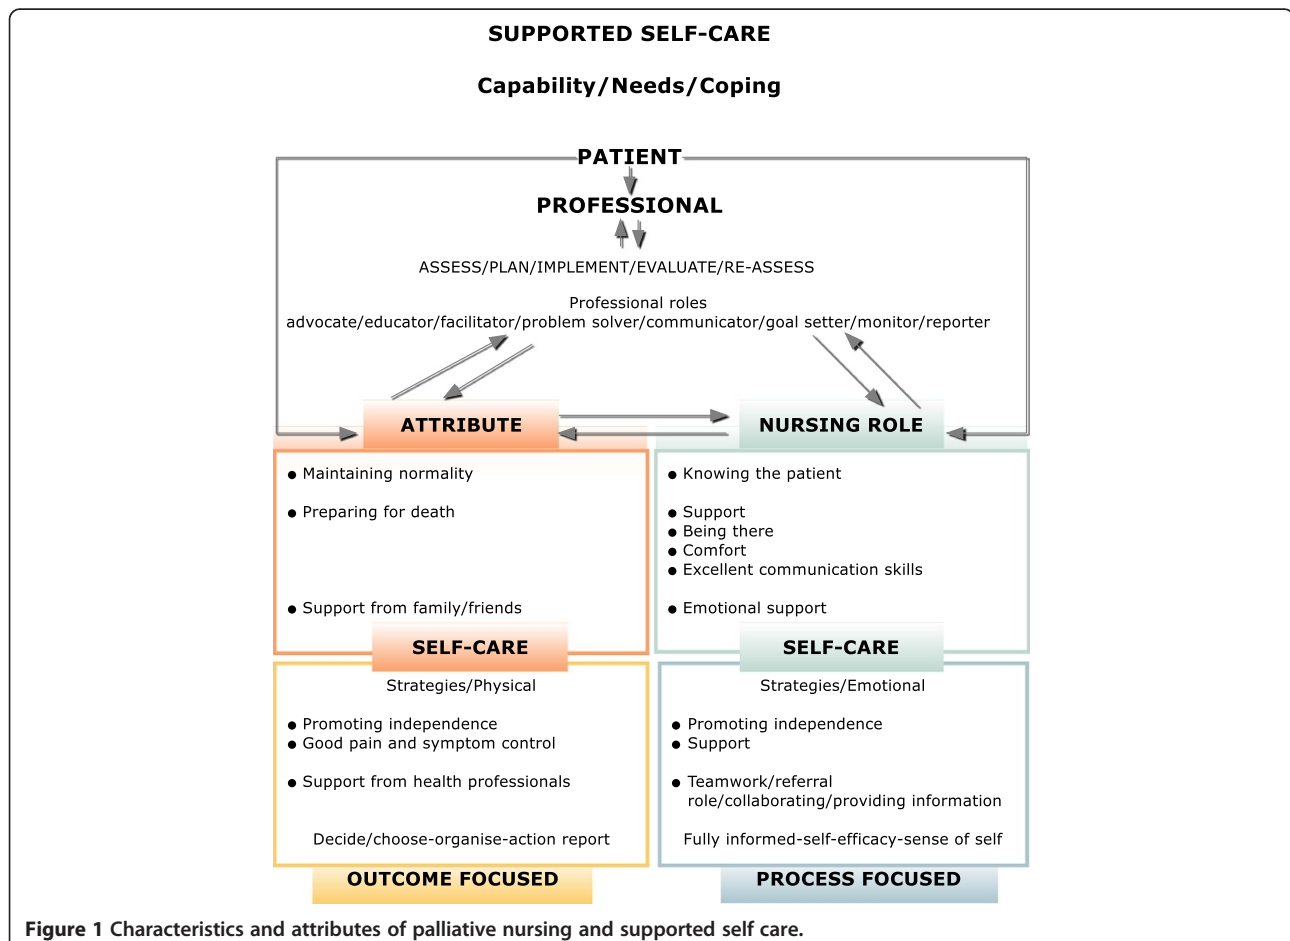 SUPPORTED SELF-CARE
Capability/Needs/Coping
PATIENT
PROFESSIONAL
ASSESS/PLAN/IMPLEMENT/EVALUATE/RE-ASSESS
Professional roles
advocate/educator/facilitator/problem solver/communicator/goal setter/monitor/reporter
ATTRIBUTE
● Maintaining normality
● Preparing for death
● Support from family/friends
NURSING ROLE
● Knowing the patient
● Support
● Being there
● Comfort
● Excellent communication skills
● Emotional support
SELF-CARE
Strategies/Physical
● Promoting independence
● Good pain and symptom control
● Support from health professionals
Decide/choose-organise-action report
OUTCOME FOCUSED
SELF-CARE
Strategies/Emotional
● Promoting independence
● Support
● Teamwork/referral
role/collaborating/providing information
Fully informed-self-efficacy-sense of self
PROCESS FOCUSED
Figure 1 Characteristics and attributes of palliative nursing and supported self care.